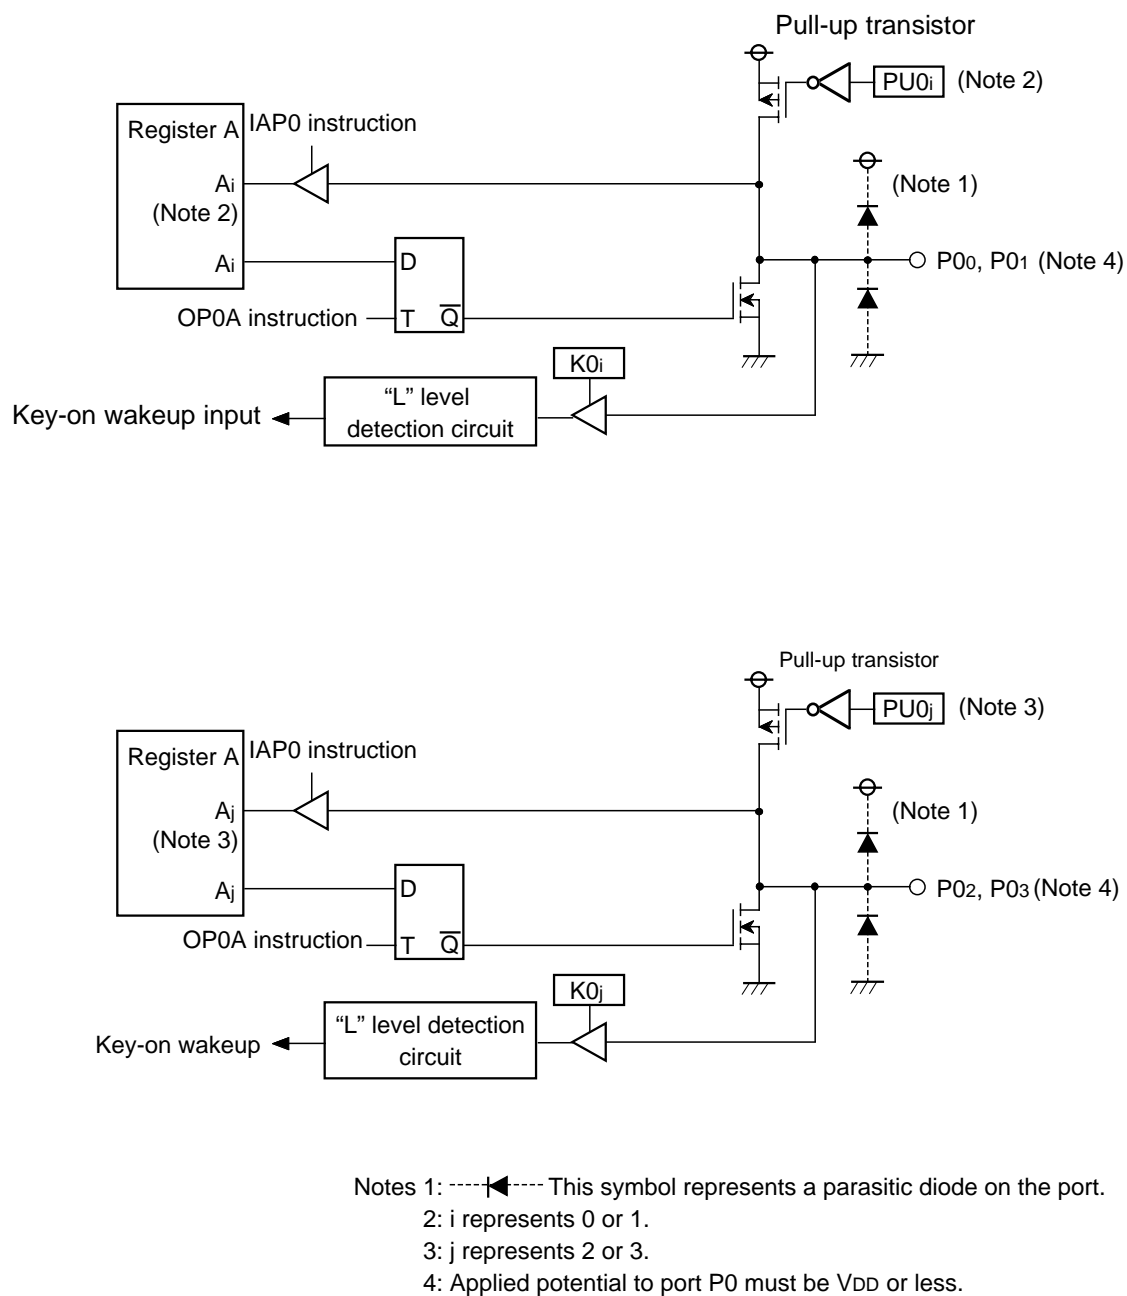 Pull-up transistor
PU0i (Note 2)
Register A
IAP0 instruction
Ai
(Note 2)
(Note 1)
Ai
D
P00, P01 (Note 4)
OP0A instruction
T Q
K0i
“L” level
detection circuit
Key-on wakeup input
Pull-up transistor
PU0j (Note 3)
Register A
IAP0 instruction
Aj
(Note 3)
(Note 1)
Aj
D
P02, P03 (Note 4)
OP0A instruction
T Q
K0j
“L” level detection
circuit
Key-on wakeup
Notes 1: This symbol represents a parasitic diode on the port.
2: i represents 0 or 1.
3: j represents 2 or 3.
4: Applied potential to port P0 must be VDD or less.